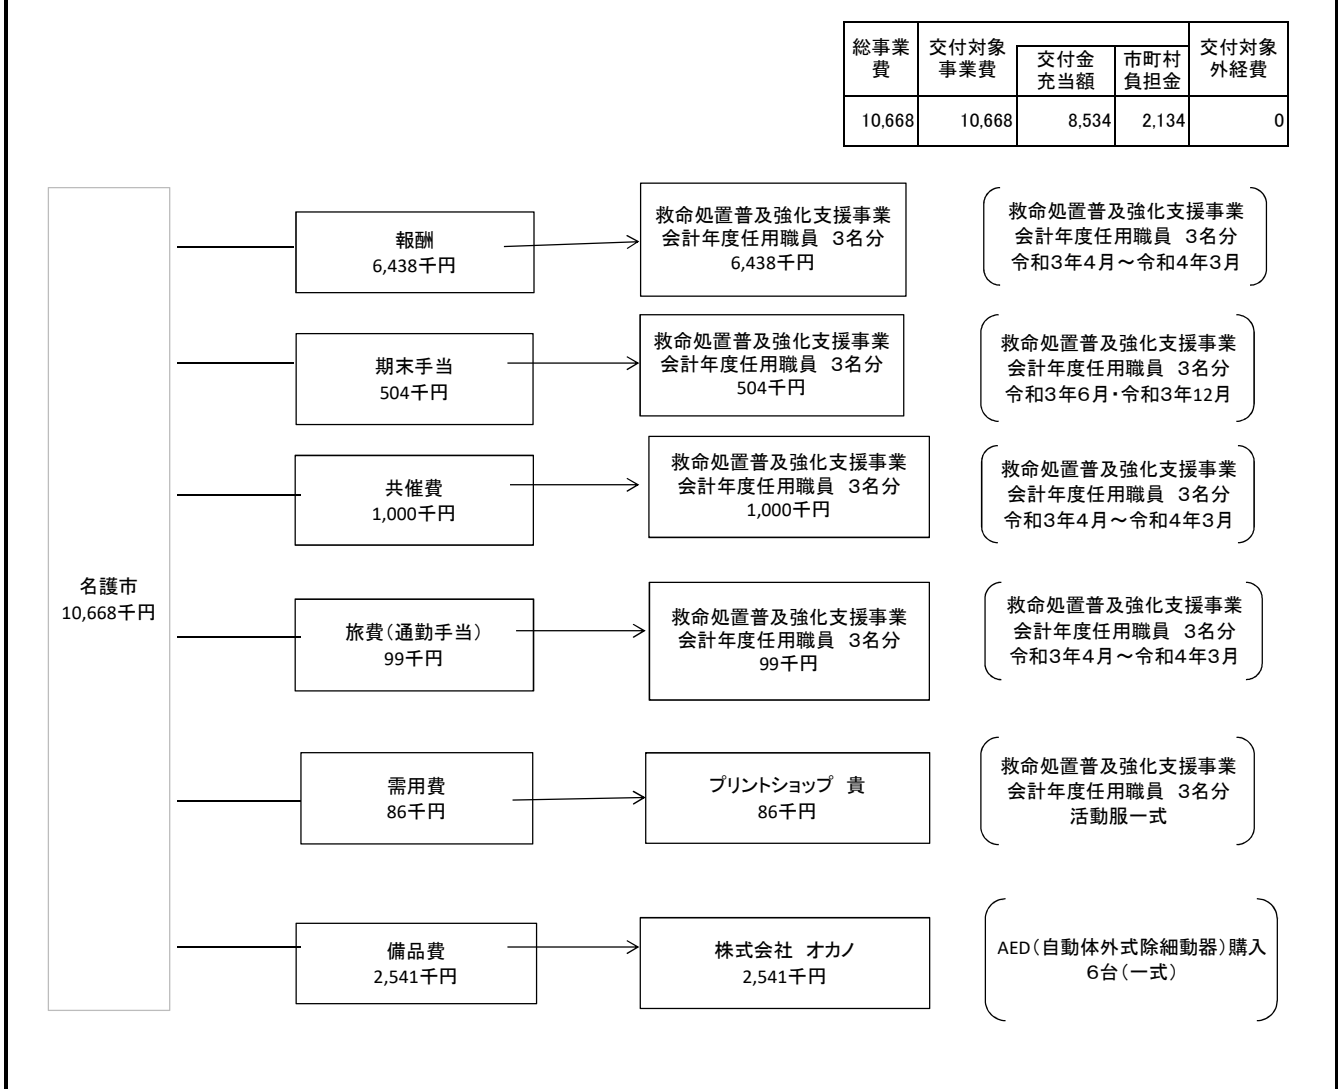 総事業
費
交付対象
事業費
交付金
充当額
市町村
負担金
交付対象
外経費
10,668
10,668
8,534
2,134
0
名護市
10,668千円
報酬
6,438千円
救命処置普及強化支援事業
会計年度任用職員　3名分
6,438千円
救命処置普及強化支援事業
会計年度任用職員　3名分
令和3年4月～令和4年3月
期末手当
504千円
救命処置普及強化支援事業
会計年度任用職員　3名分
504千円
救命処置普及強化支援事業
会計年度任用職員　3名分
令和3年6月・令和3年12月
共催費
1,000千円
救命処置普及強化支援事業
会計年度任用職員　3名分
1,000千円
救命処置普及強化支援事業
会計年度任用職員　3名分
令和3年4月～令和4年3月
旅費（通勤手当）
99千円
救命処置普及強化支援事業
会計年度任用職員　3名分
99千円
救命処置普及強化支援事業
会計年度任用職員　3名分
令和3年4月～令和4年3月
需用費
86千円
プリントショップ　貴
86千円
救命処置普及強化支援事業
会計年度任用職員　3名分
活動服一式
備品費
2,541千円
株式会社　オカノ
2,541千円
AED（自動体外式除細動器）購入
6台（一式）